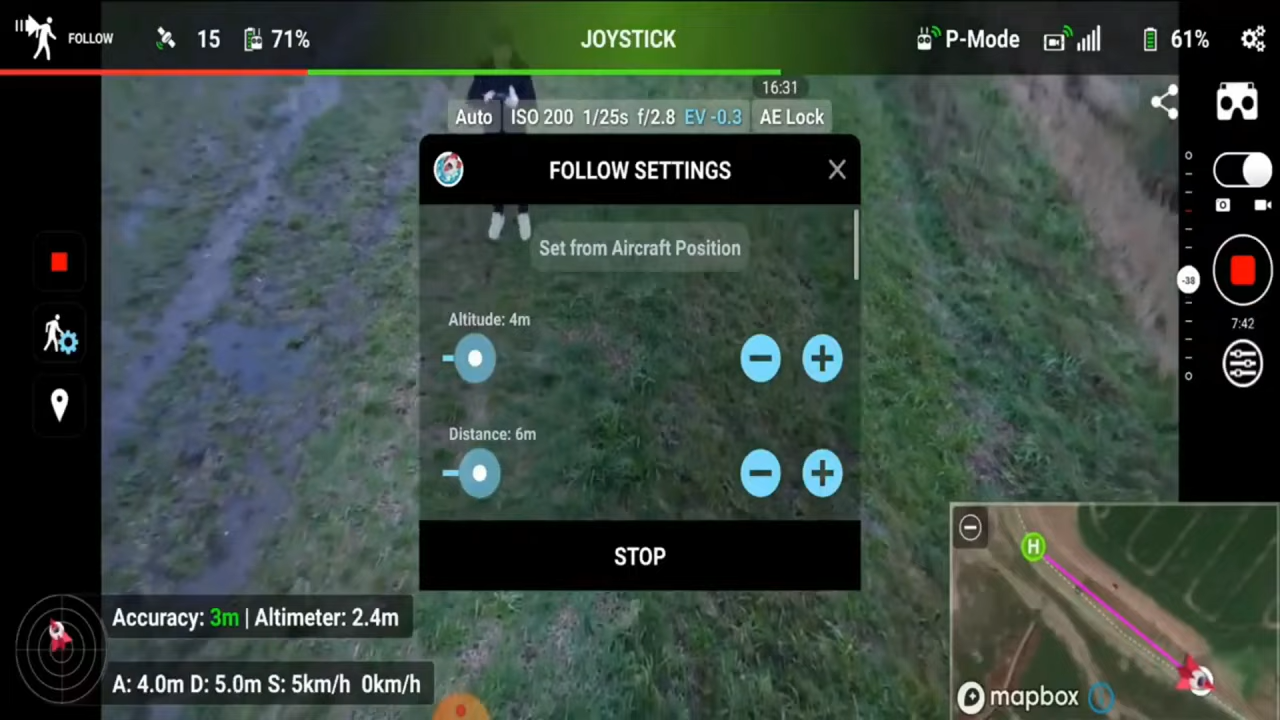 FOLLOW
15
71%
JOYSTICK
P-Mode
61%
16:31
Auto
ISO 200 1/25s f/2.8 EV -0.3
AE Lock
FOLLOW SETTINGS
Set from Aircraft Position
-38
7:42
Altitude: 4m
Distance: 6m
STOP
H
Accuracy: 3m | Altimeter: 2.4m
A: 4.0m D: 5.0m S: 5km/h 0km/h
mapbox